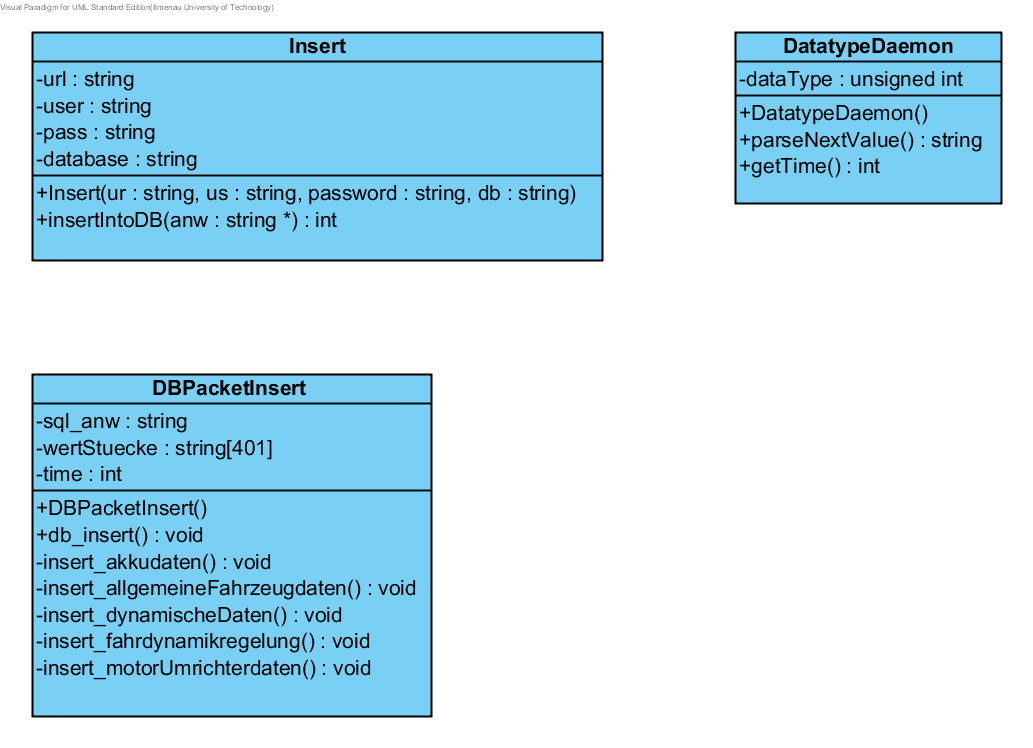 Visual Paradigm for UML Standard Edition(Ilmenau University of Technology)
Insert
-url : string
-user : string
-pass : string
-database : string
+Insert(ur : string, us : string, password : string, db : string)
+insertIntoDB(anw : string *) : int
DatatypeDaemon
-dataType : unsigned int
+DatatypeDaemon()
+parseNextValue() : string
+getTime() : int
DBPacketInsert
-sql_anw : string
-wertStuecke : string[401]
-time : int
+DBPacketInsert()
+db_insert() : void
-insert_akkudaten() : void
-insert_allgemeineFahrzeugdaten() : void
-insert_dynamischeDaten() : void
-insert_fahrdynamikregelung() : void
-insert_motorUmrichterdaten() : void